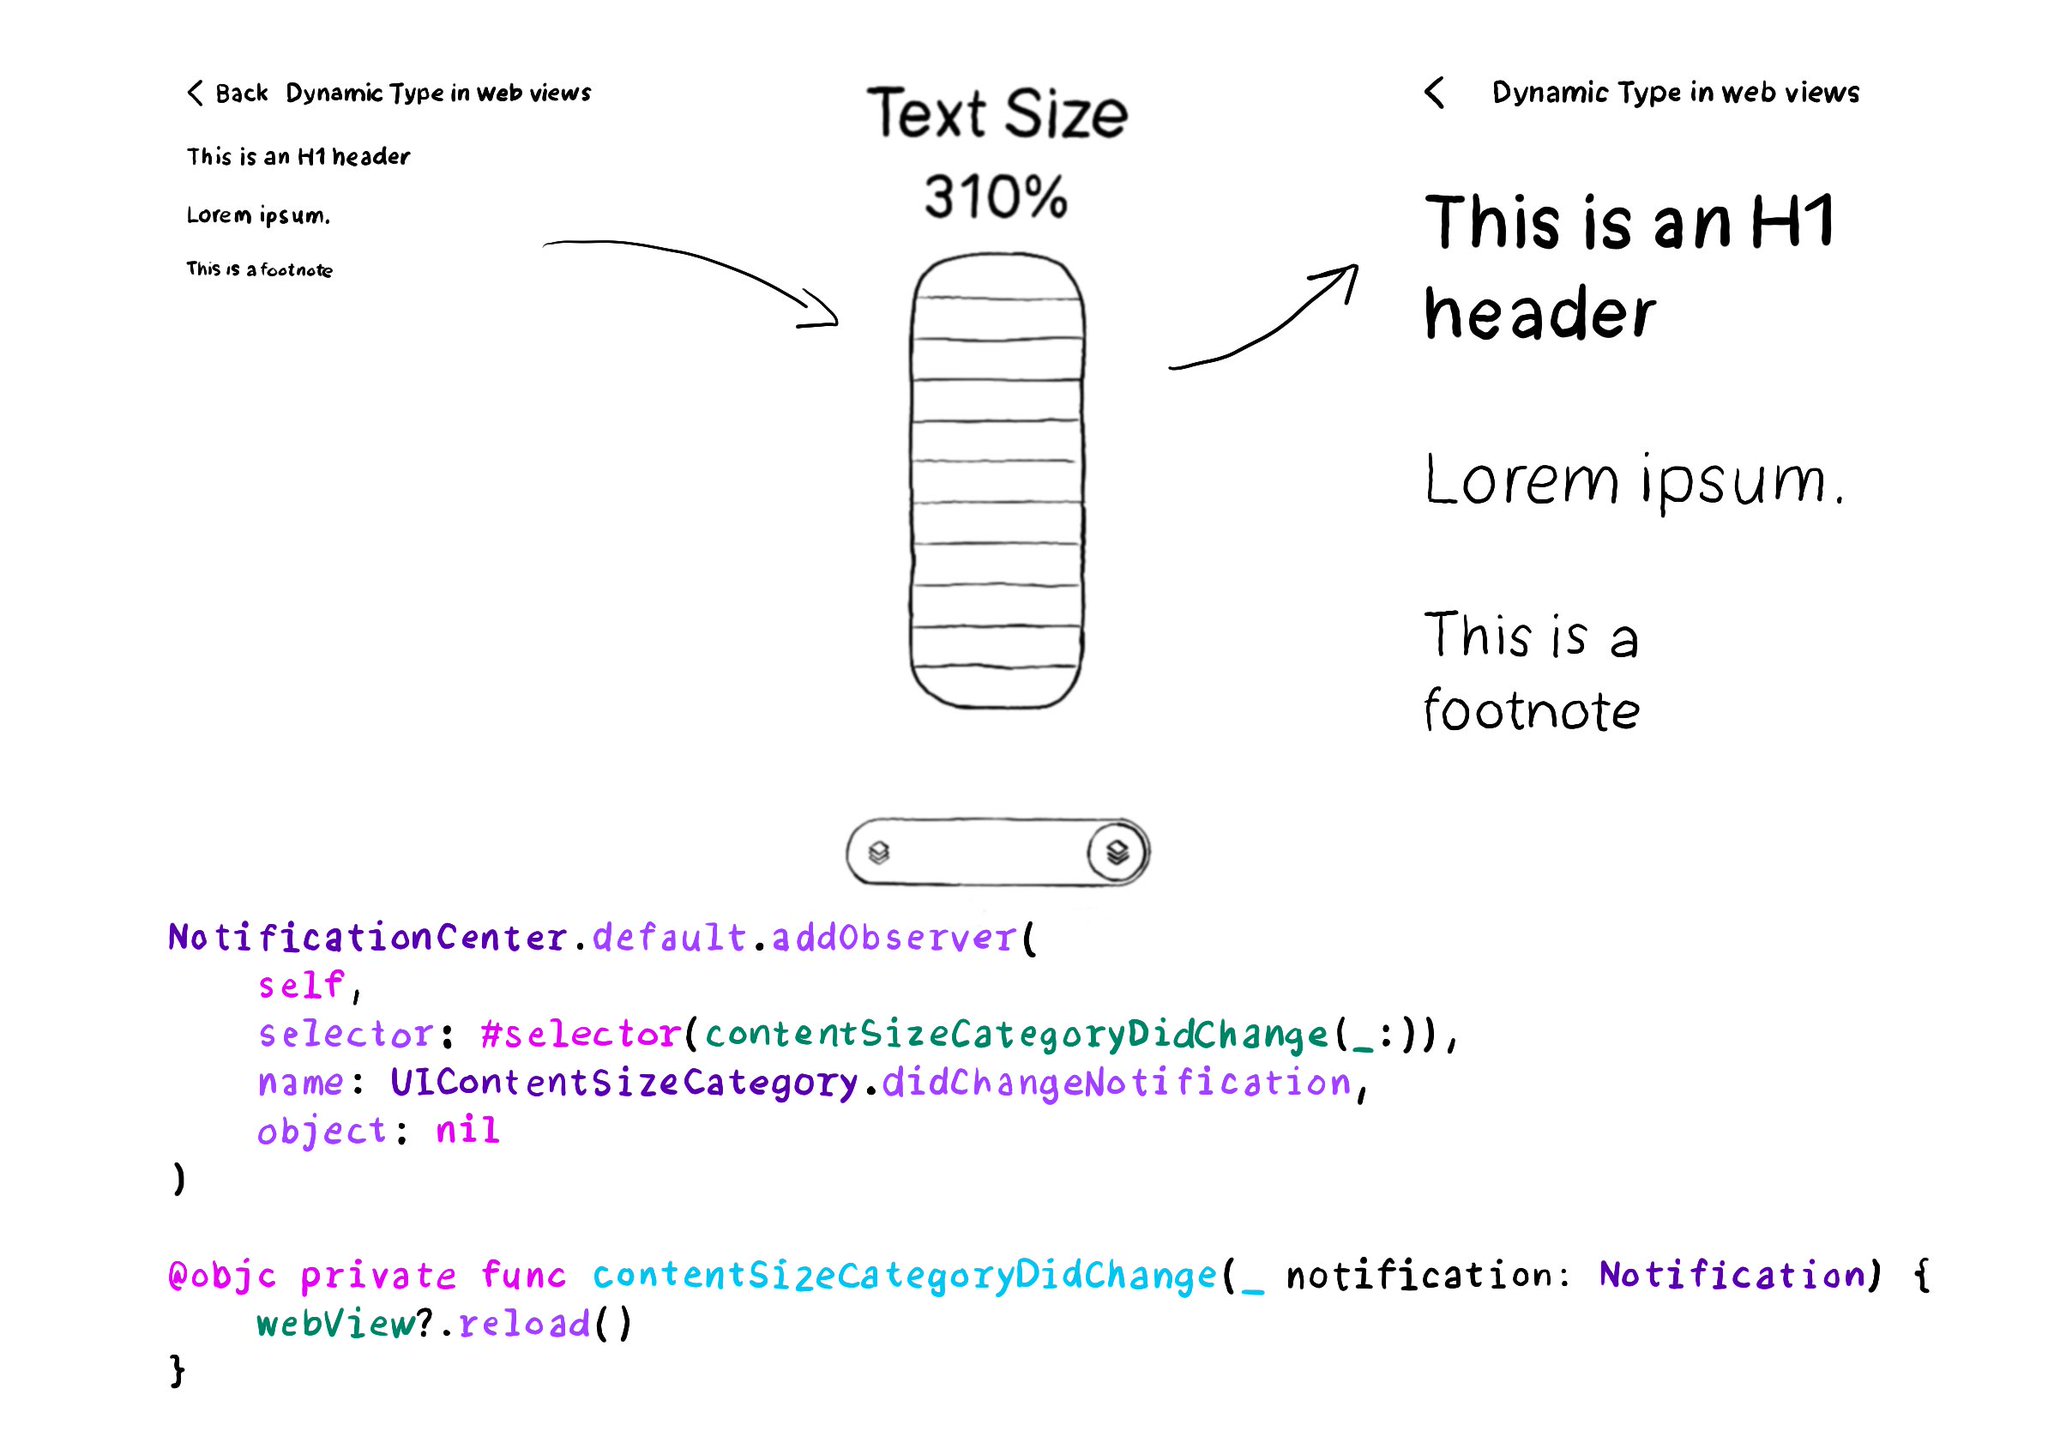 Back Dynamic Type in web views
This is an H1 header
Lorem ipsum.
This is a footnote
Text Size
310%
Dynamic Type in web views
This is an H1
header
Lorem ipsum.
This is a
footnote
NotificationCenter.default.addObserver(
    self,
    selector: #selector(contentSizeCategoryDidChange(_:)),
    name: UIContentSizeCategory.didChangeNotification,
    object: nil
)
@objc private func contentSizeCategoryDidChange(_ notification: Notification) {
    webView?.reload()
}